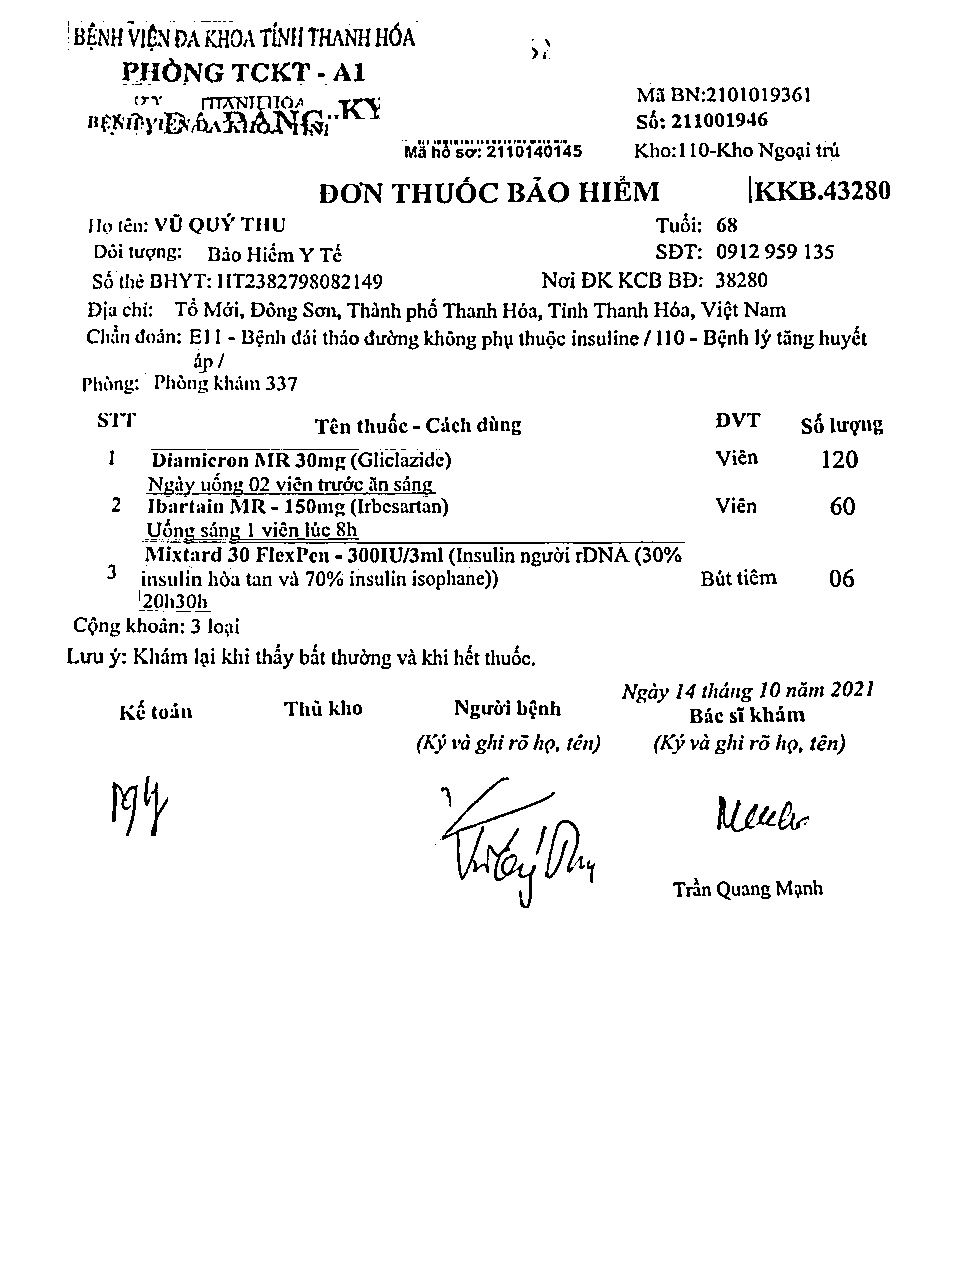 BỆNH VIỆN ĐA KHOA TỈNH THANH HÓA
PHÒNG TCKT - A1
Mã BN:2101019361
Số: 211001946
Mã hồ sơ: 2110140145
Kho:110-Kho Ngoại trú
ĐƠN THUỐC BẢO HIỂM
KKB.43280
Họ tên: VŨ QUÝ THU
Tuổi: 68
Đối tượng: Bảo Hiểm Y Tế
SĐT: 0912 959 135
Số thẻ BHYT: HT2382798082149
Nơi ĐK KCB BĐ: 38280
Địa chỉ: Tổ Mới, Đông Sơn, Thành phố Thanh Hóa, Tỉnh Thanh Hóa, Việt Nam
Chẩn đoán: E11 - Bệnh đái tháo đường không phụ thuộc insuline / I10 - Bệnh lý tăng huyết
áp /
Phòng: Phòng khám 337
STT Tên thuốc - Cách dùng ĐVT Số lượng
1 Diamicron MR 30mg (Gliclazide) Viên 120
Ngày uống 02 viên trước ăn sáng
2 Ibartain MR - 150mg (Irbesartan) Viên 60
Uống sáng 1 viên lúc 8h
Mixtard 30 FlexPen - 300IU/3ml (Insulin người rDNA (30%
3 insulin hòa tan và 70% insulin isophane)) Bút tiêm 06
20h30h
Cộng khoản: 3 loại
Lưu ý: Khám lại khi thấy bất thường và khi hết thuốc.
Ngày 14 tháng 10 năm 2021
Kế toán Thủ kho Người bệnh Bác sĩ khám
(Ký và ghi rõ họ, tên) (Ký và ghi rõ họ, tên)
Trần Quang Mạnh